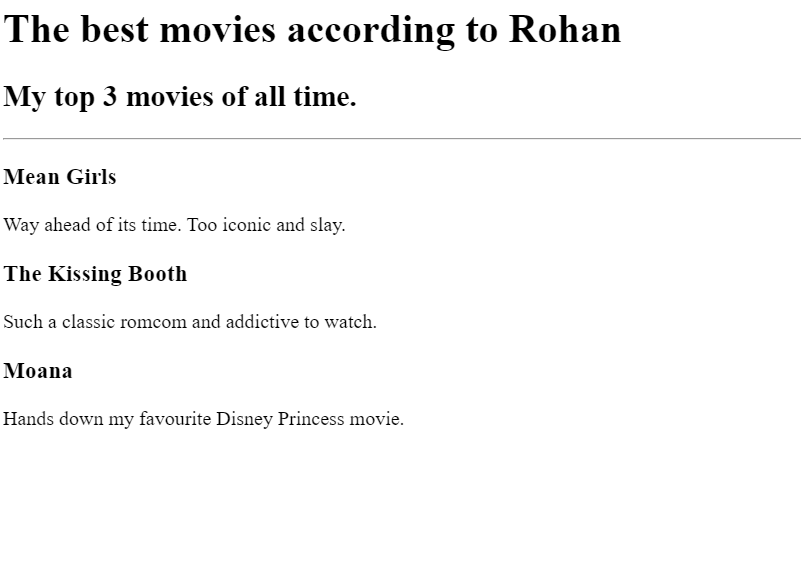 The best movies according to Rohan
My top 3 movies of all time.
Mean Girls
Way ahead of its time. Too iconic and slay.
The Kissing Booth
Such a classic romcom and addictive to watch.
Moana
Hands down my favourite Disney Princess movie.